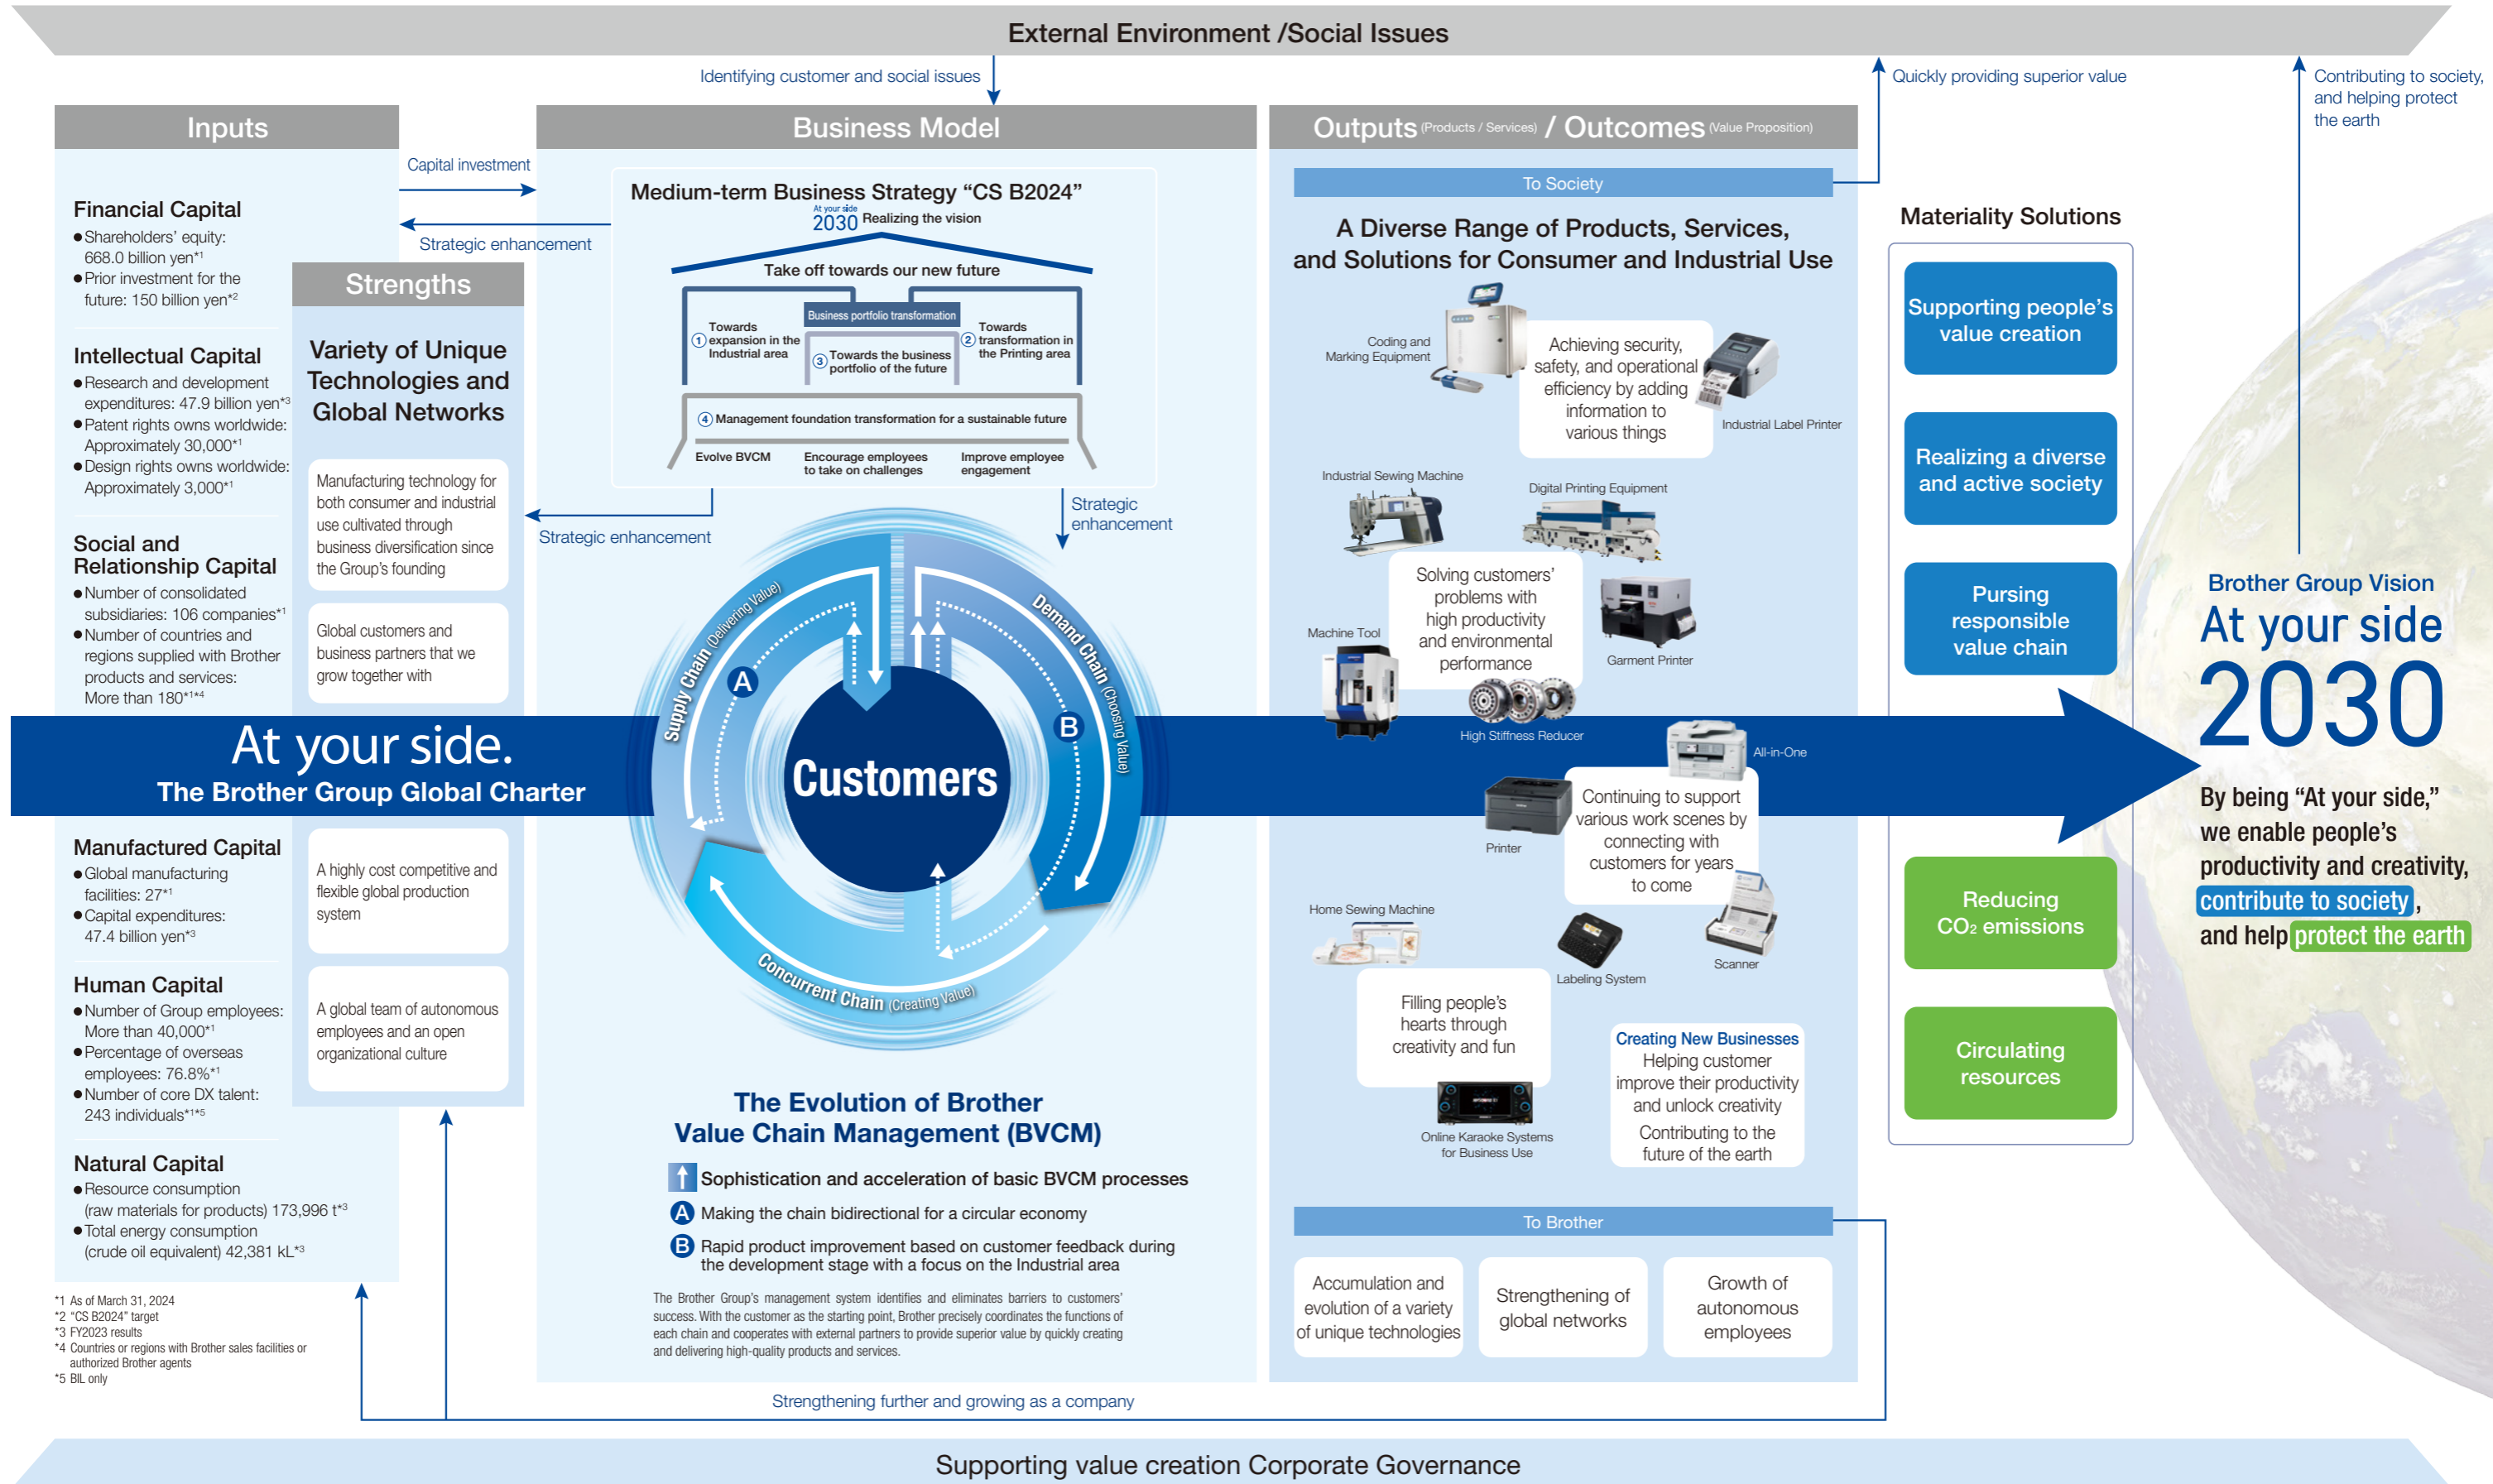 External Environment /Social Issues
Identifying customer and social issues
Quickly providing superior value
Contributing to society,
and helping protect
the earth
Inputs
Capital investment
Strategic enhancement
Financial Capital
●Shareholders' equity:
668.0 billion yen*1
●Prior investment for the
future: 150 billion yen*2
Intellectual Capital
●Research and development
expenditures: 47.9 billion yen*3
●Patent rights owns worldwide:
Approximately 30,000*1
●Design rights owns worldwide:
Approximately 3,000*1
Social and
Relationship Capital
●Number of consolidated
subsidiaries: 106 companies*1
●Number of countries and
regions supplied with Brother
products and services:
More than 180*1*4
At your side.
The Brother Group Global Charter
Manufactured Capital
●Global manufacturing
facilities: 27*1
●Capital expenditures:
47.4 billion yen*3
Human Capital
●Number of Group employees:
More than 40,000*1
●Percentage of overseas
employees: 76.8%*1
●Number of core DX talent:
243 individuals*1*5
Natural Capital
●Resource consumption
(raw materials for products) 173,996 t*3
●Total energy consumption
(crude oil equivalent) 42,381 kL*3
*1 As of March 31, 2024
*2 “CS B2024” target
*3 FY2023 results
*4 Countries or regions with Brother sales facilities or
authorized Brother agents
*5 BIL only
Strengths
Variety of Unique
Technologies and
Global Networks
Manufacturing technology for
both consumer and industrial
use cultivated through
business diversification since
the Group's founding
Global customers and
business partners that we
grow together with
A highly cost competitive and
flexible global production
system
A global team of autonomous
employees and an open
organizational culture
Business Model
Medium-term Business Strategy “CS B2024”
At your side
2030 Realizing the vision
Take off towards our new future
Business portfolio transformation
① Towards
expansion in the
Industrial area
② Towards
transformation in
the Printing area
③ Towards the business
portfolio of the future
④ Management foundation transformation for a sustainable future
Evolve BVCM
Encourage employees
to take on challenges
Improve employee
engagement
Strategic enhancement
Strategic
enhancement
Supply Chain (Delivering Value)
Demand Chain (Choosing Value)
A
B
Customers
Concurrent Chain (Creating Value)
The Evolution of Brother
Value Chain Management (BVCM)
Sophistication and acceleration of basic BVCM processes
A Making the chain bidirectional for a circular economy
B Rapid product improvement based on customer feedback during
the development stage with a focus on the Industrial area
The Brother Group's management system identifies and eliminates barriers to customers'
success. With the customer as the starting point, Brother precisely coordinates the functions of
each chain and cooperates with external partners to provide superior value by quickly creating
and delivering high-quality products and services.
Outputs (Products / Services) / Outcomes (Value Proposition)
To Society
A Diverse Range of Products, Services,
and Solutions for Consumer and Industrial Use
Coding and
Marking Equipment
Achieving security,
safety, and operational
efficiency by adding
information to
various things
Industrial Label Printer
Industrial Sewing Machine
Digital Printing Equipment
Solving customers'
problems with
high productivity
and environmental
performance
Machine Tool
Garment Printer
High Stiffness Reducer
All-in-One
Continuing to support
various work scenes by
connecting with
customers for years
to come
Printer
Home Sewing Machine
Labeling System
Scanner
Filling people's
hearts through
creativity and fun
Online Karaoke Systems
for Business Use
Creating New Businesses
Helping customer
improve their productivity
and unlock creativity
Contributing to the
future of the earth
To Brother
Accumulation and
evolution of a variety
of unique technologies
Strengthening of
global networks
Growth of
autonomous
employees
Strengthening further and growing as a company
Materiality Solutions
Supporting people's
value creation
Realizing a diverse
and active society
Pursing
responsible
value chain
Reducing
CO₂ emissions
Circulating
resources
Brother Group Vision
At your side
2030
By being “At your side,”
we enable people's
productivity and creativity,
contribute to society,
and help protect the earth
Supporting value creation Corporate Governance